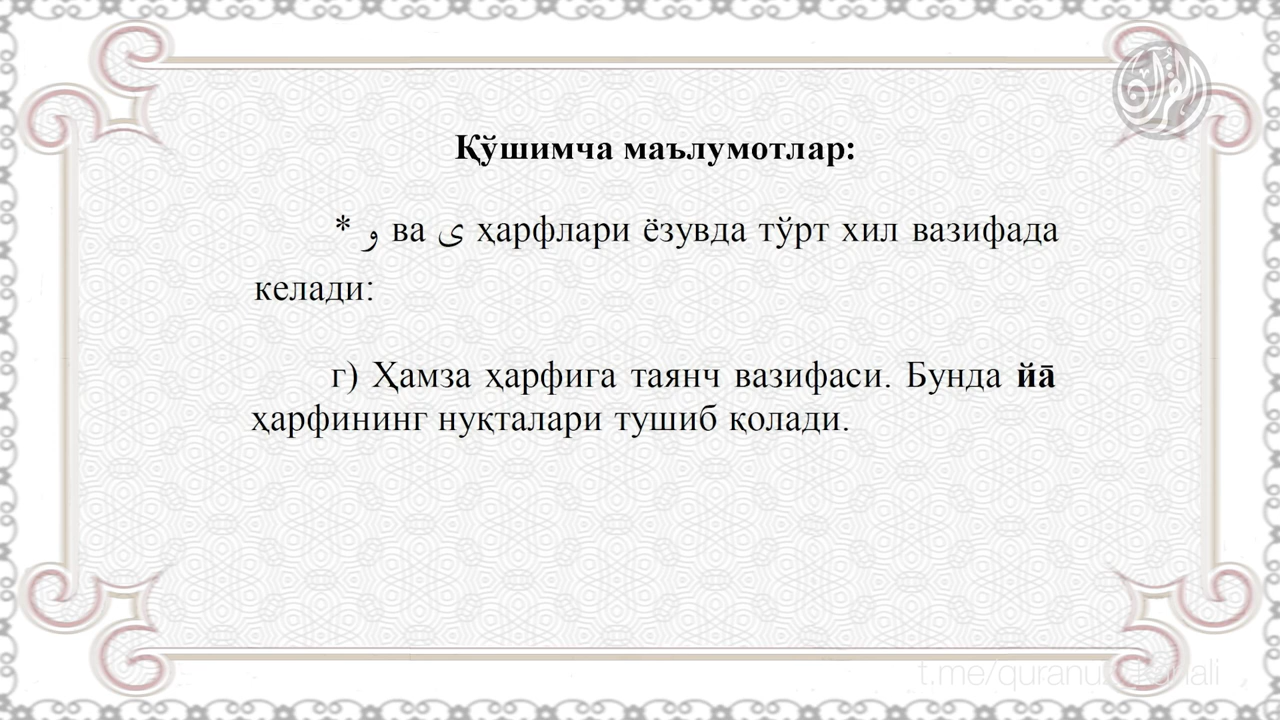 القرآن
Қўшимча маълумотлар:
* و ва ى ҳарфлари ёзувда тўрт хил вазифада
келади:
г) Ҳамза ҳарфига таянч вазифаси. Бунда йā
ҳарфининг нуқталари тушиб қолади.